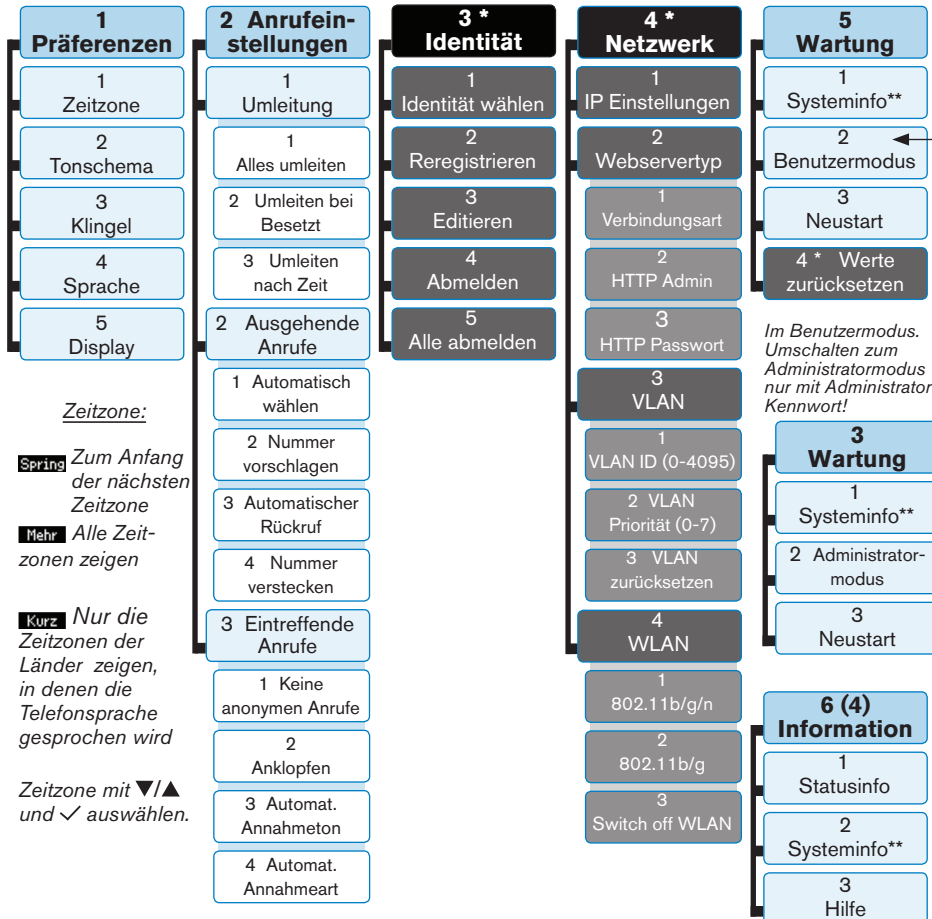 1
Präferenzen
1
Zeitzone
2
Tonschema
3
Klingel
4
Sprache
5
Display
Zeitzone:
Spring Zum Anfang
der nächsten
Zeitzone
Mehr Alle Zeit-
zonen zeigen
Kurz Nur die
Zeitzonen der
Länder zeigen,
in denen die
Telefonsprache
gesprochen wird
Zeitzone mit ▼/▲
und ✓ auswählen.
2 Anrufein-
stellungen
1
Umleitung
1
Alles umleiten
2 Umleiten bei
Besetzt
3 Umleiten
nach Zeit
2 Ausgehende
Anrufe
1 Automatisch
wählen
2 Nummer
vorschlagen
3 Automatischer
Rückruf
4 Nummer
verstecken
3 Eintreffende
Anrufe
1 Keine
anonymen Anrufe
2
Anklopfen
3 Automat.
Annahmeton
4 Automat.
Annahmeart
3 *
Identität
1
Identität wählen
2
Reregistrieren
3
Editieren
4
Abmelden
5
Alle abmelden
4 *
Netzwerk
1
IP Einstellungen
2
Webservertyp
1
Verbindungsart
2
HTTP Admin
3
HTTP Passwort
3
VLAN
1
VLAN ID (0-4095)
2 VLAN
Priorität (0-7)
3 VLAN
zurücksetzen
4
WLAN
1
802.11b/g/n
2
802.11b/g
3
Switch off WLAN
5
Wartung
1
Systeminfo**
2
Benutzermodus
3
Neustart
4 * Werte
zurücksetzen
Im Benutzermodus.
Umschalten zum
Administratormodus
nur mit Administrator
Kennwort!
3
Wartung
1
Systeminfo**
2 Administrator-
modus
3
Neustart
6 (4)
Information
1
Statusinfo
2
Systeminfo**
3
Hilfe